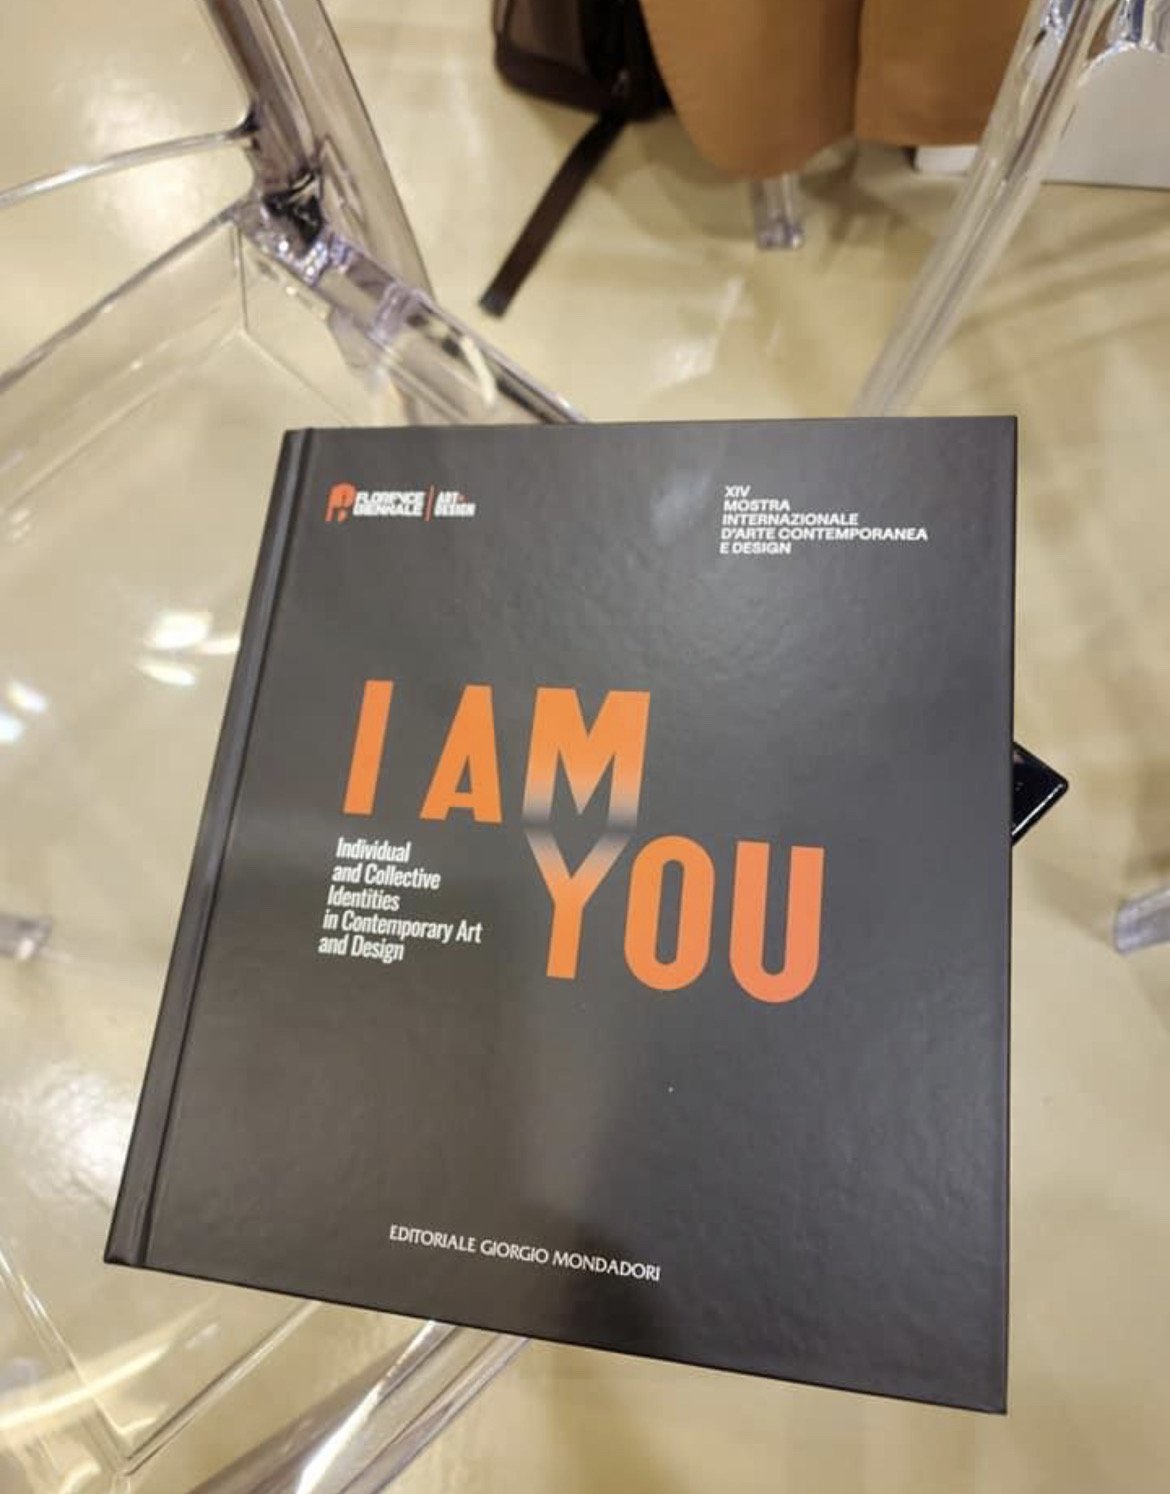 FLORENCE
BIENNALE
ART+
DESIGN
XIV
MOSTRA
INTERNAZIONALE
D'ARTE CONTEMPORANEA
E DESIGN
I AM
YOU
Individual
and Collective
Identities
in Contemporary Art
and Design
EDITORIALE GIORGIO MONDADORI